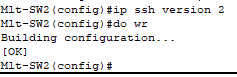 Mlt-SW2(config)#ip ssh version 2
Mlt-SW2(config)#do wr
Building configuration...
[OK]
Mlt-SW2(config)#